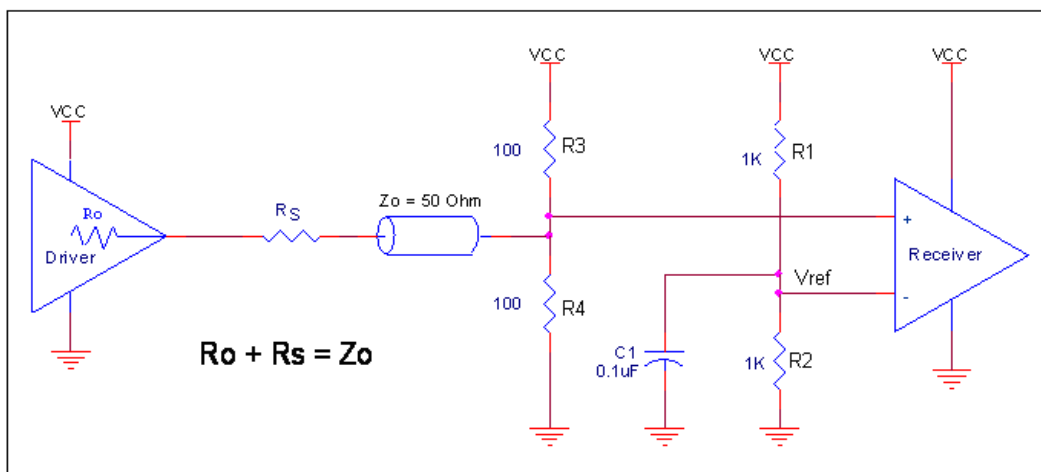 VCC
VCC
VCC
VCC
R3
100
R1
1K
Zo = 50 Ohm
Ro
RS
+
Driver
Receiver
Vref
-
100
R4
C1
0.1uF
1K
R2
Ro + Rs = Zo